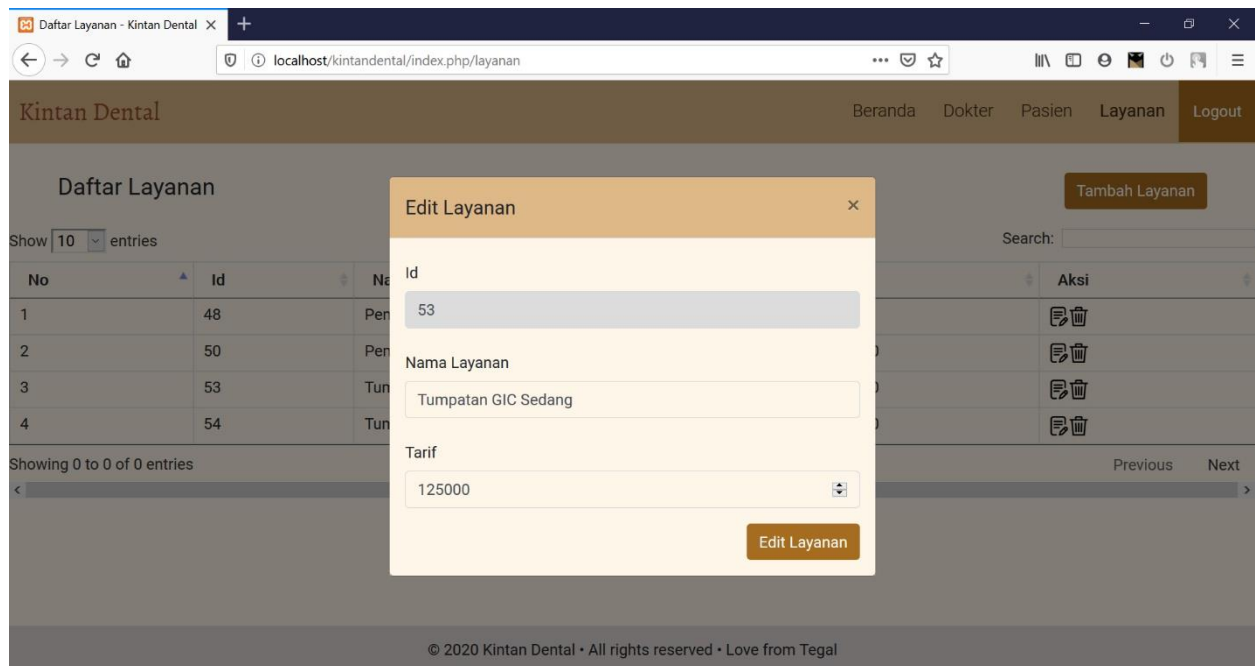 Daftar Layanan - Kintan Dental
localhost/kintandental/index.php/layanan
Kintan Dental
Beranda Dokter Pasien Layanan Logout
Daftar Layanan
Tambah Layanan
Show 10 entries
Search:
No Id Aksi
1 48
2 50
3 53
4 54
Showing 0 to 0 of 0 entries
Previous Next
Edit Layanan
Id
53
Nama Layanan
Tumpatan GIC Sedang
Tarif
125000
Edit Layanan
© 2020 Kintan Dental • All rights reserved • Love from Tegal